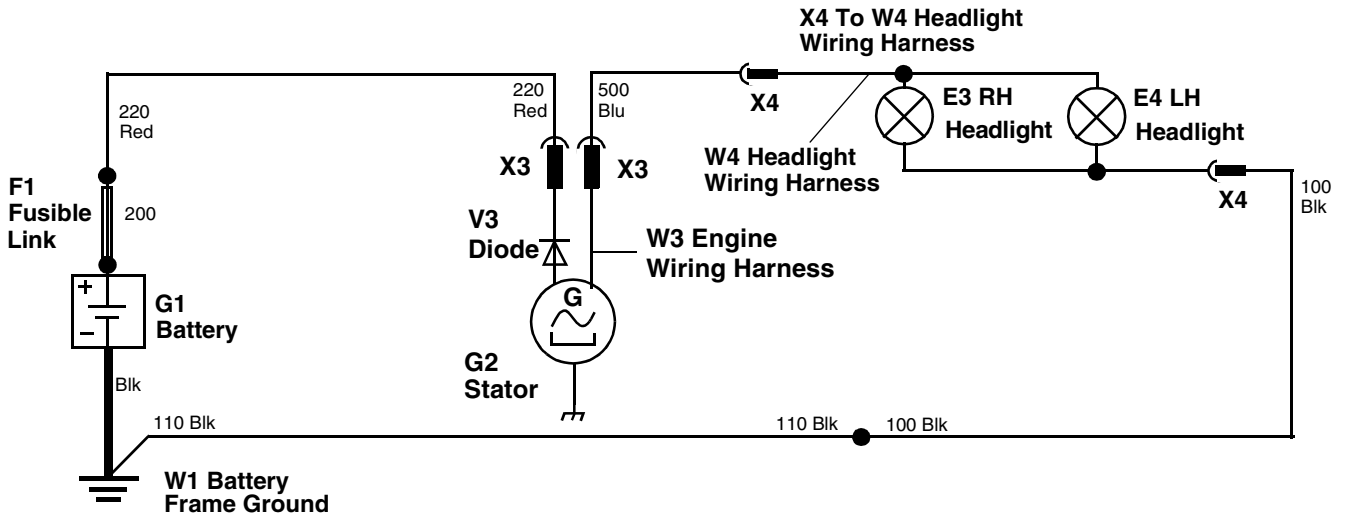 X4 To W4 Headlight
Wiring Harness
220
Red
220
Red
500
Blu
X4
E3 RH
Headlight
E4 LH
Headlight
W4 Headlight
Wiring Harness
X3
X3
X4
100
Blk
F1
Fusible
Link
200
V3
Diode
W3 Engine
Wiring Harness
+
−
G1
Battery
G
G2
Stator
Blk
110 Blk
110 Blk
100 Blk
W1 Battery
Frame Ground